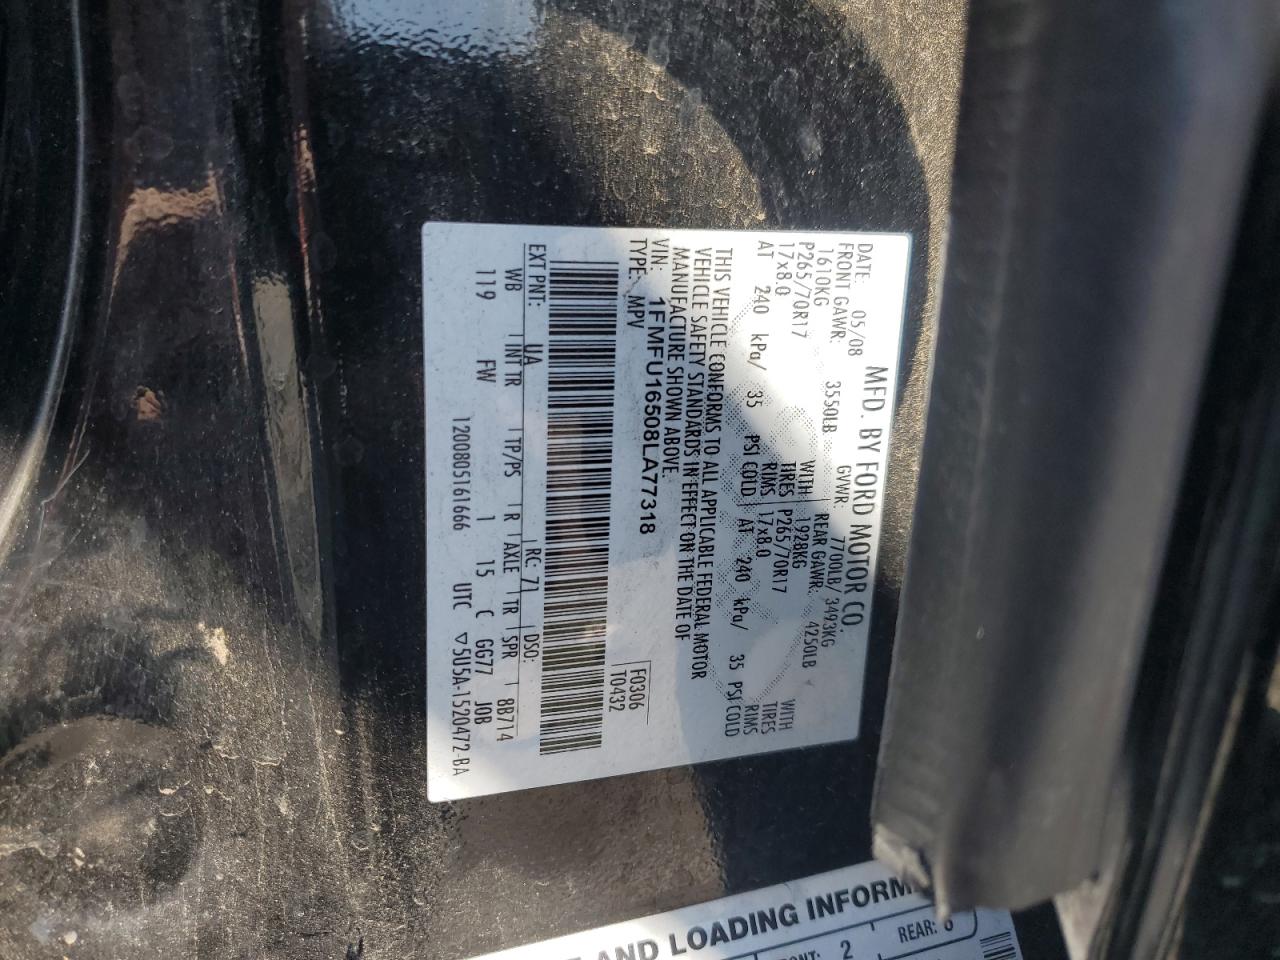 MFD. BY FORD MOTOR CO.
DATE: 05/08 GVWR: 7700LB/ 3493KG
FRONT GAWR: 3550LB REAR GAWR: 4250LB
1610KG WITH 1928KG WITH
P265/70R17 TIRES P265/70R17 TIRES
17x8.0 RIMS 17x8.0 RIMS
AT 240 kPa/ 35 PSI COLD AT 240 kPa/ 35 PSI COLD
THIS VEHICLE CONFORMS TO ALL APPLICABLE FEDERAL MOTOR
VEHICLE SAFETY STANDARDS IN EFFECT ON THE DATE OF
MANUFACTURE SHOWN ABOVE.
VIN: 1FMFU16508LA77318
TYPE: MPV
F0306
T0432
EXT PNT: UA RC: 71 DSO:
WB INT TR TP/PS R AXLE TR SPR 8B714
119 FW 1 15 C GG77 JOB
1200805161666 UTC ▽5U5A-1520472-BA
AND LOADING INFORM
2 REAR: